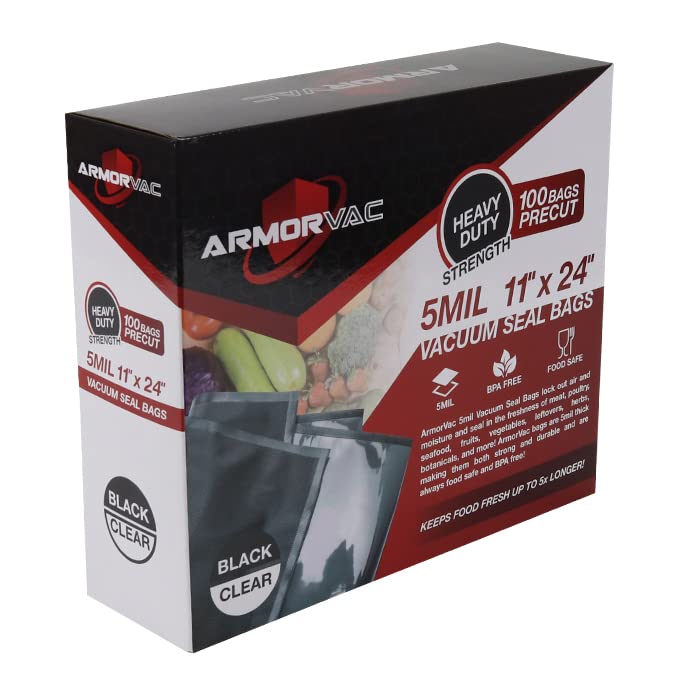 ARMORVAC
ARMORVAC
HEAVY
DUTY
STRENGTH
100 BAGS
PRECUT
5MIL 11" x 24"
VACUUM SEAL BAGS
BLACK
CLEAR
ARMORVAC
HEAVY
DUTY
STRENGTH
100 BAGS
PRECUT
5MIL 11" x 24"
VACUUM SEAL BAGS
5MIL
BPA FREE
FOOD SAFE
ArmorVac 5mil Vacuum Seal Bags lock out air and
moisture and seal in the freshness of meat, poultry,
seafood, fruits, vegetables, leftovers, herbs,
botanicals, and more! ArmorVac bags are 5mil thick
making them both strong and durable and are
always food safe and BPA free!
KEEPS FOOD FRESH UP TO 5x LONGER!
BLACK
CLEAR